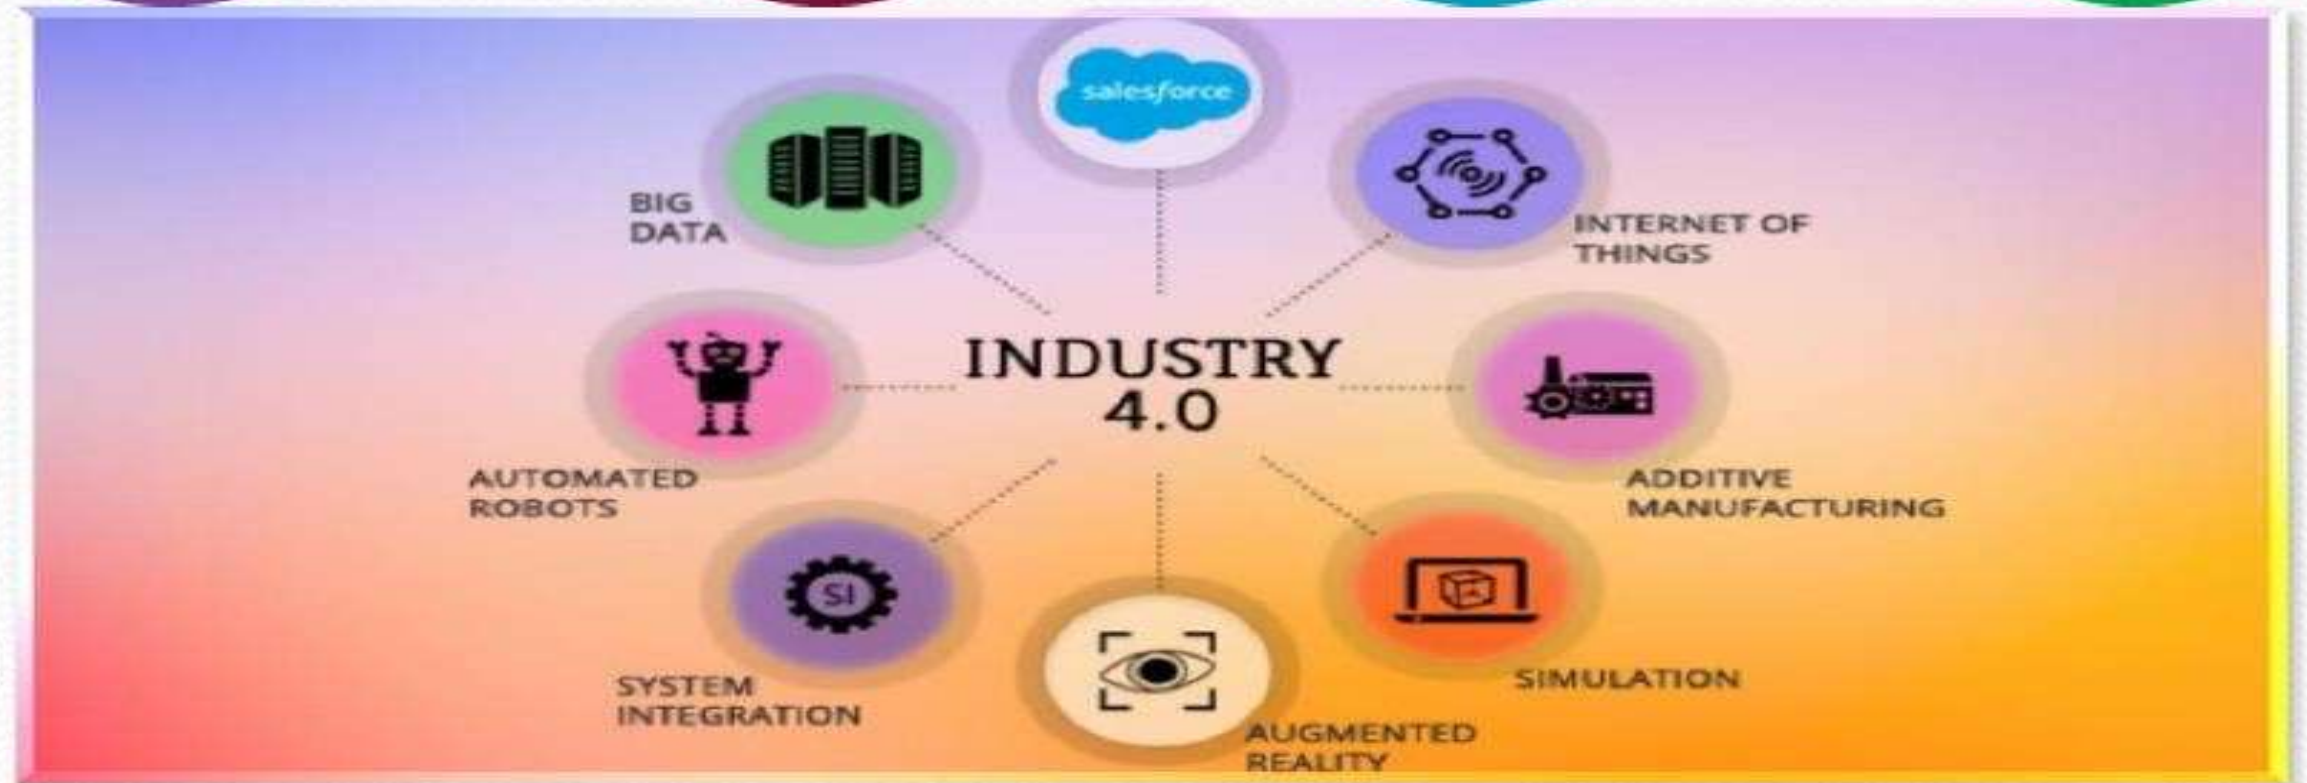 salesforce
BIG
DATA
INTERNET OF
THINGS
INDUSTRY
4.0
AUTOMATED
ROBOTS
ADDITIVE
MANUFACTURING
SI
SYSTEM
INTEGRATION
SIMULATION
AUGMENTED
REALITY